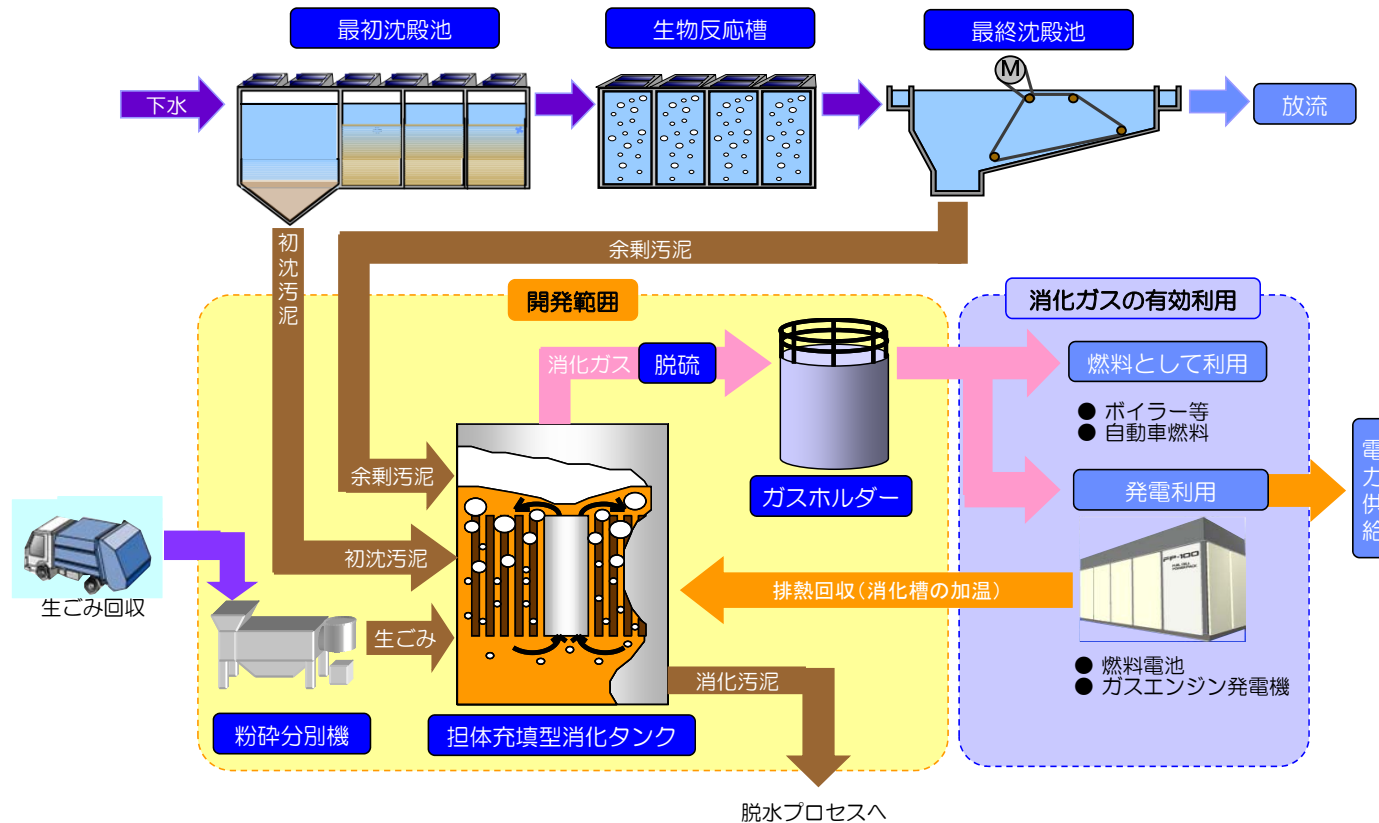 最初沈殿池
生物反応槽
最終沈殿池
M
下水
放流
初沈汚泥
余剰汚泥
開発範囲
消化ガスの有効利用
消化ガス
脱硫
燃料として利用
● ボイラー等
● 自動車燃料
余剰汚泥
ガスホルダー
発電利用
電力供給
初沈汚泥
FP-100
排熱回収(消化槽の加温)
生ごみ回収
生ごみ
● 燃料電池
● ガスエンジン発電機
消化汚泥
粉砕分別機
担体充填型消化タンク
脱水プロセスへ